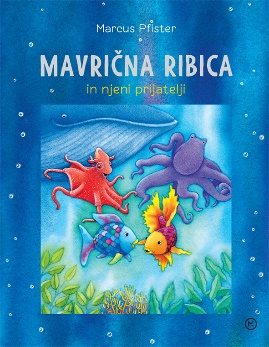 Marcus Pfister
MAVRIČNA RIBICA
in njeni prijatelji